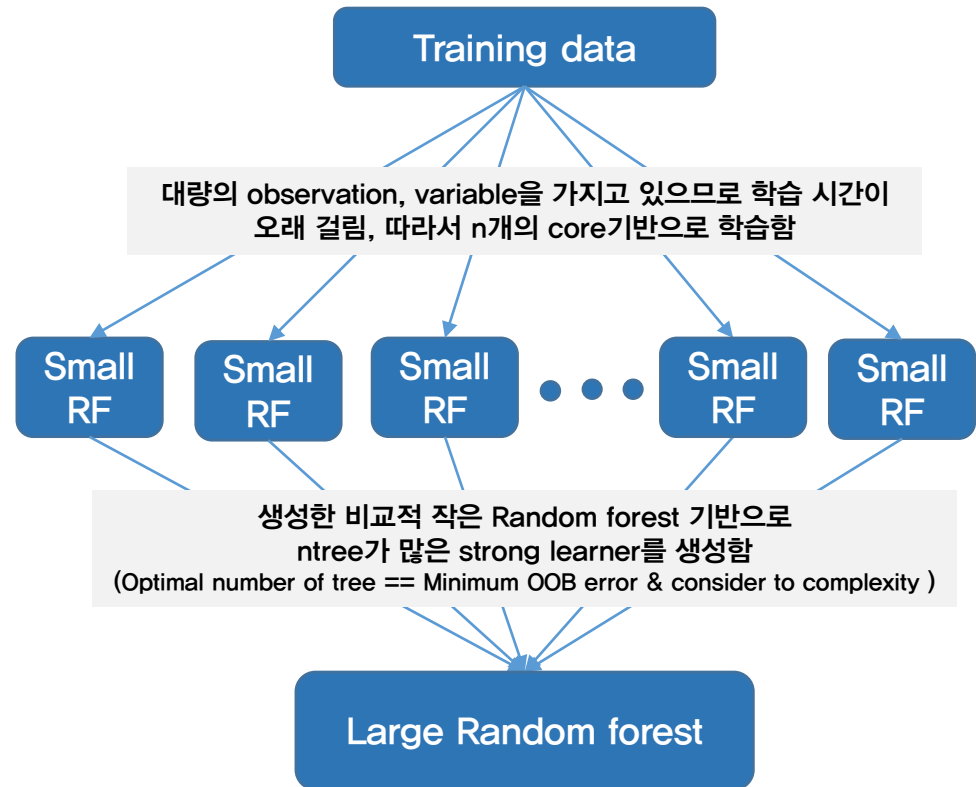 Training data
대량의 observation, variable을 가지고 있으므로 학습 시간이
오래 걸림, 따라서 n개의 core기반으로 학습함
Small
RF
Small
RF
Small
RF
Small
RF
Small
RF
생성한 비교적 작은 Random forest 기반으로
ntree가 많은 strong learner를 생성함
(Optimal number of tree == Minimum OOB error & consider to complexity )
Large Random forest